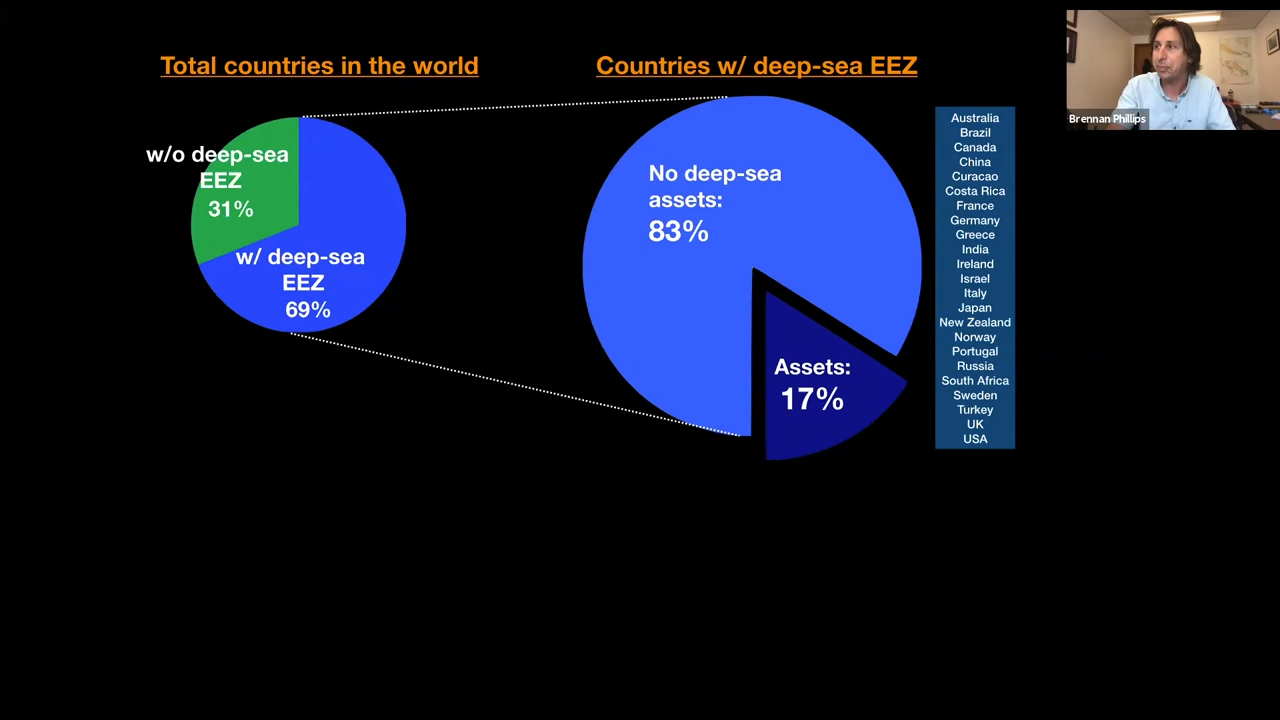 Total countries in the world
w/o deep-sea
EEZ
31%
w/ deep-sea
EEZ
69%
Countries w/ deep-sea EEZ
No deep-sea
assets:
83%
Assets:
17%
Australia
Brazil
Canada
China
Curacao
Costa Rica
France
Germany
Greece
India
Ireland
Israel
Italy
Japan
New Zealand
Norway
Portugal
Russia
South Africa
Sweden
Turkey
UK
USA
Brennan Phillips